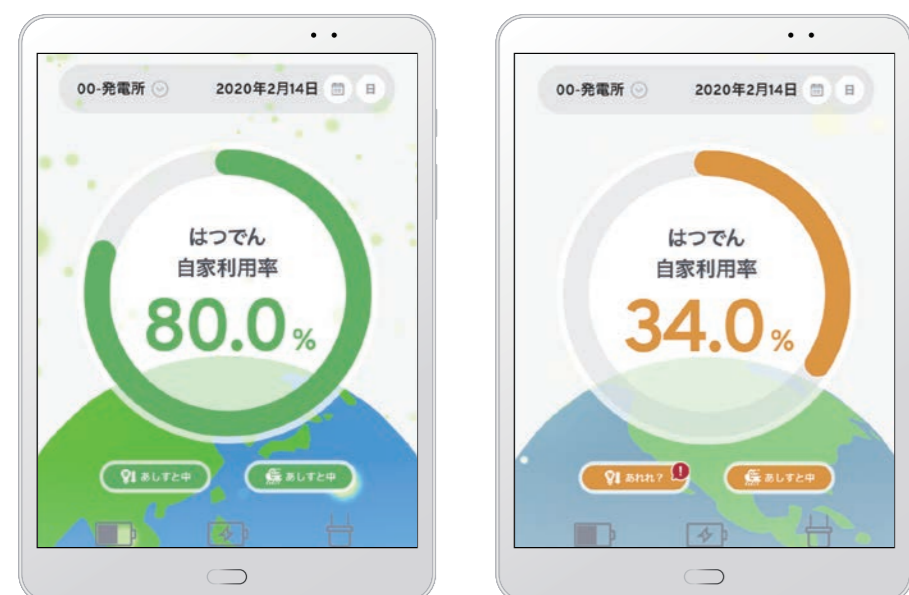 00-発電所 2020年2月14日 日
はつでん
自家利用率
80.0%
あしすと中 あしすと中
00-発電所 2020年2月14日 日
はつでん
自家利用率
34.0%
あれれ? ! あしすと中